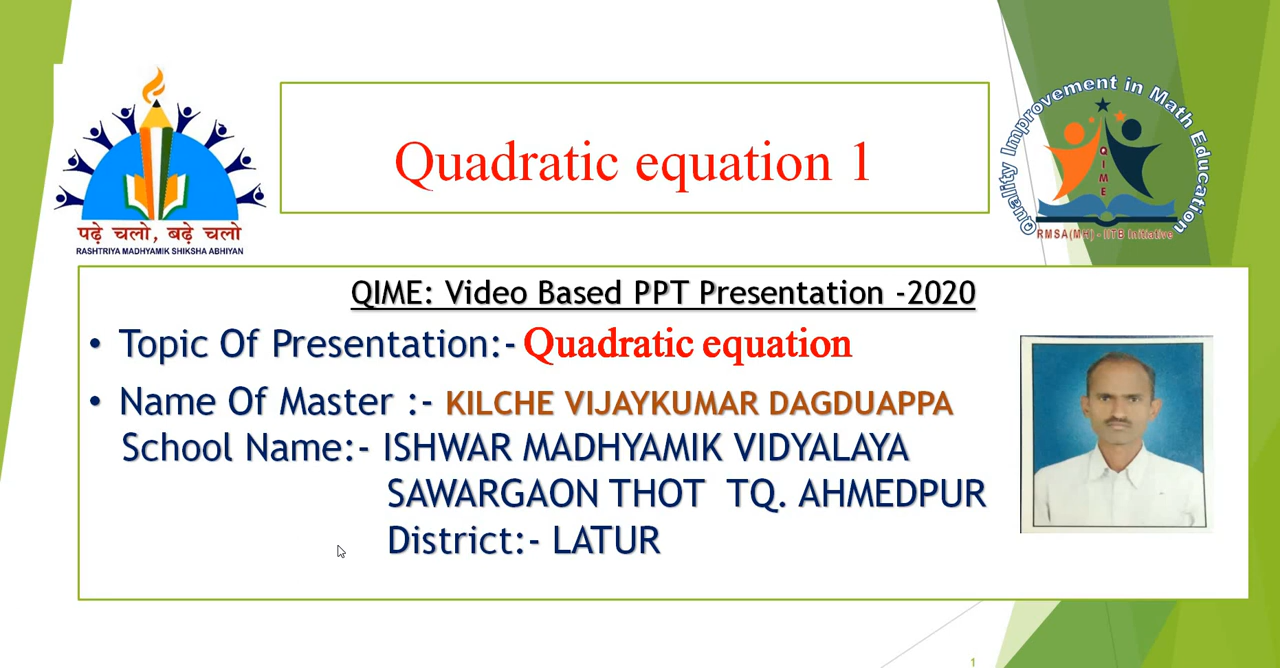 Quality Improvement in Math Education
QIME
RMSA(MH) - IITB Initiative
पढ़े चलो, बढ़े चलो
RASHTRIYA MADHYAMIK SHIKSHA ABHIYAN
Quadratic equation 1
QIME: Video Based PPT Presentation -2020
• Topic Of Presentation:- Quadratic equation
• Name Of Master :- KILCHE VIJAYKUMAR DAGDUAPPA
School Name:- ISHWAR MADHYAMIK VIDYALAYA
SAWARGAON THOT TQ. AHMEDPUR
District:- LATUR
1